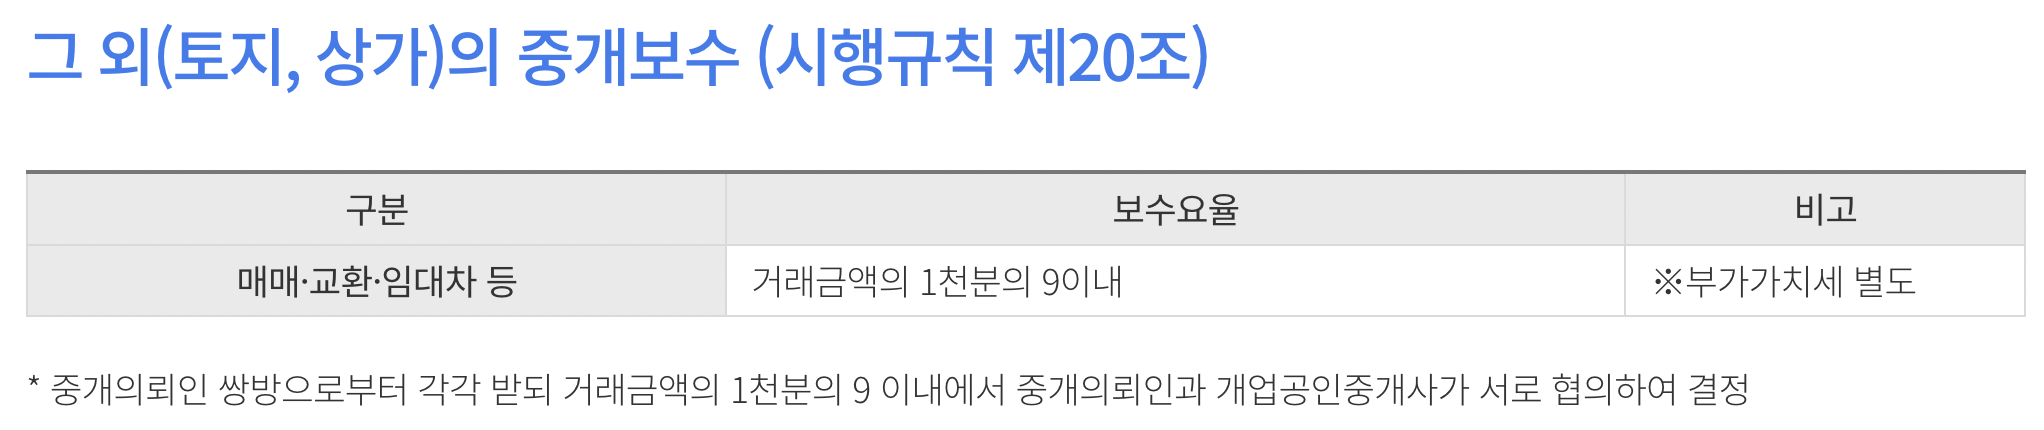 그 외(토지, 상가)의 중개보수 (시행규칙 제20조)
구분 보수요율 비고
매매·교환·임대차 등 거래금액의 1천분의 9이내 ※부가가치세 별도
* 중개의뢰인 쌍방으로부터 각각 받되 거래금액의 1천분의 9 이내에서 중개의뢰인과 개업공인중개사가 서로 협의하여 결정